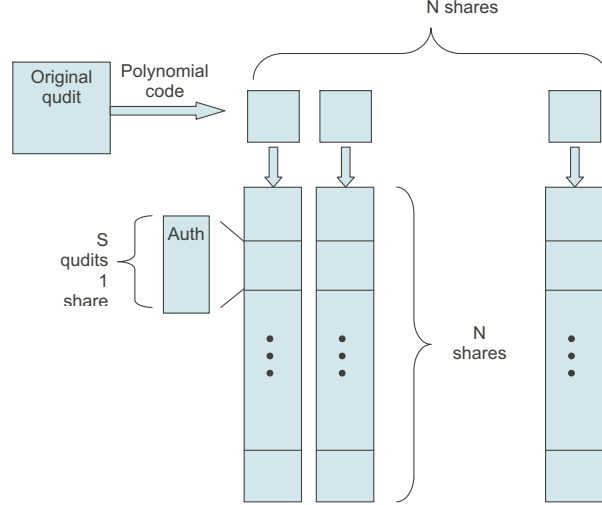 N shares
Original
qudit
Polynomial
code
S
qudits
1
share
Auth
N
shares